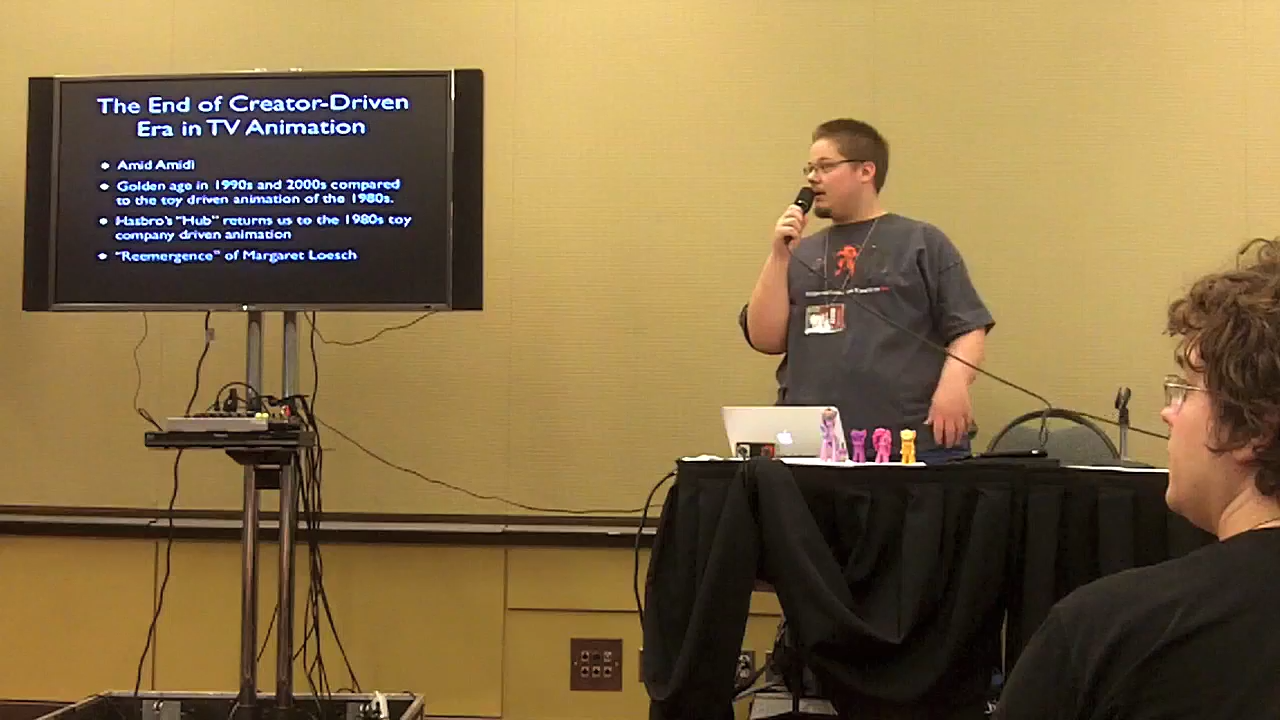 The End of Creator-Driven
Era in TV Animation
Amid Amidi
Golden age in 1990s and 2000s compared
to the toy driven animation of the 1980s.
Hasbro's "Hub" returns us to the 1980s toy
company driven animation
"Reemergence" of Margaret Loesch